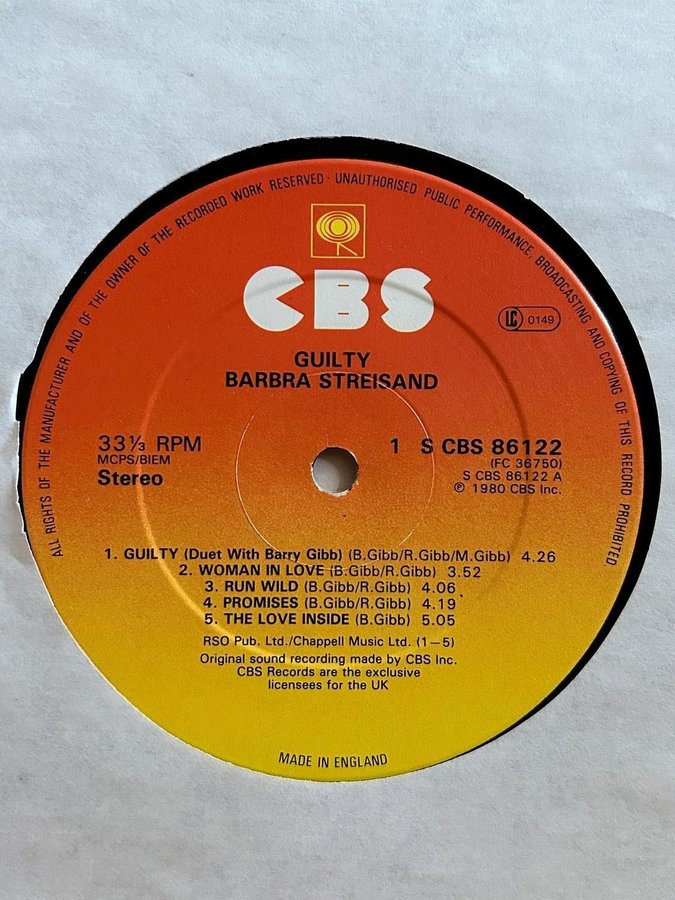 ALL RIGHTS OF THE MANUFACTURER AND OF THE OWNER OF THE RECORDED WORK RESERVED · UNAUTHORISED PUBLIC PERFORMANCE, BROADCASTING AND COPYING OF THIS RECORD PROHIBITED.
CBS
LC 0149
GUILTY
BARBRA STREISAND
33⅓ RPM
MCPS/BIEM
Stereo
1 S CBS 86122
(FC 36750)
S CBS 86122 A
℗ 1980 CBS Inc.
1. GUILTY (Duet With Barry Gibb) (B.Gibb/R.Gibb/M.Gibb) 4.26
2. WOMAN IN LOVE (B.Gibb/R.Gibb) 3.52
3. RUN WILD (B.Gibb/R.Gibb) 4.06
4. PROMISES (B.Gibb/R.Gibb) 4.19
5. THE LOVE INSIDE (B.Gibb) 5.05
RSO Pub. Ltd./Chappell Music Ltd. (1—5)
Original sound recording made by CBS Inc.
CBS Records are the exclusive
licensees for the UK
MADE IN ENGLAND